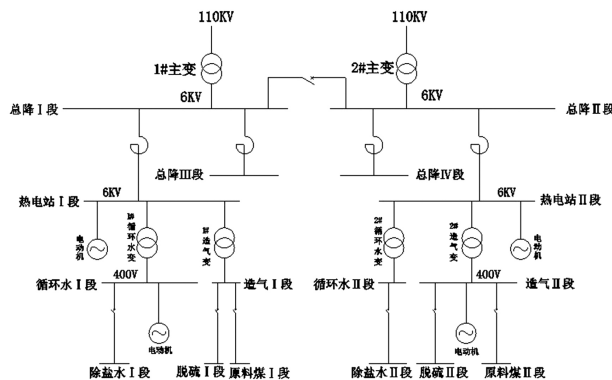 110KV
110KV
1#主变
2#主变
6KV
6KV
总降Ⅰ段
总降Ⅱ段
总降Ⅲ段
总降Ⅳ段
6KV
6KV
热电站Ⅰ段
热电站Ⅱ段
电动机
1#循环水变
1#造气变
2#循环水变
2#造气变
电动机
400V
400V
循环水Ⅰ段
造气Ⅰ段
循环水Ⅱ段
造气Ⅱ段
电动机
电动机
除盐水Ⅰ段
脱硫Ⅰ段
原料煤Ⅰ段
除盐水Ⅱ段
脱硫Ⅱ段
原料煤Ⅱ段